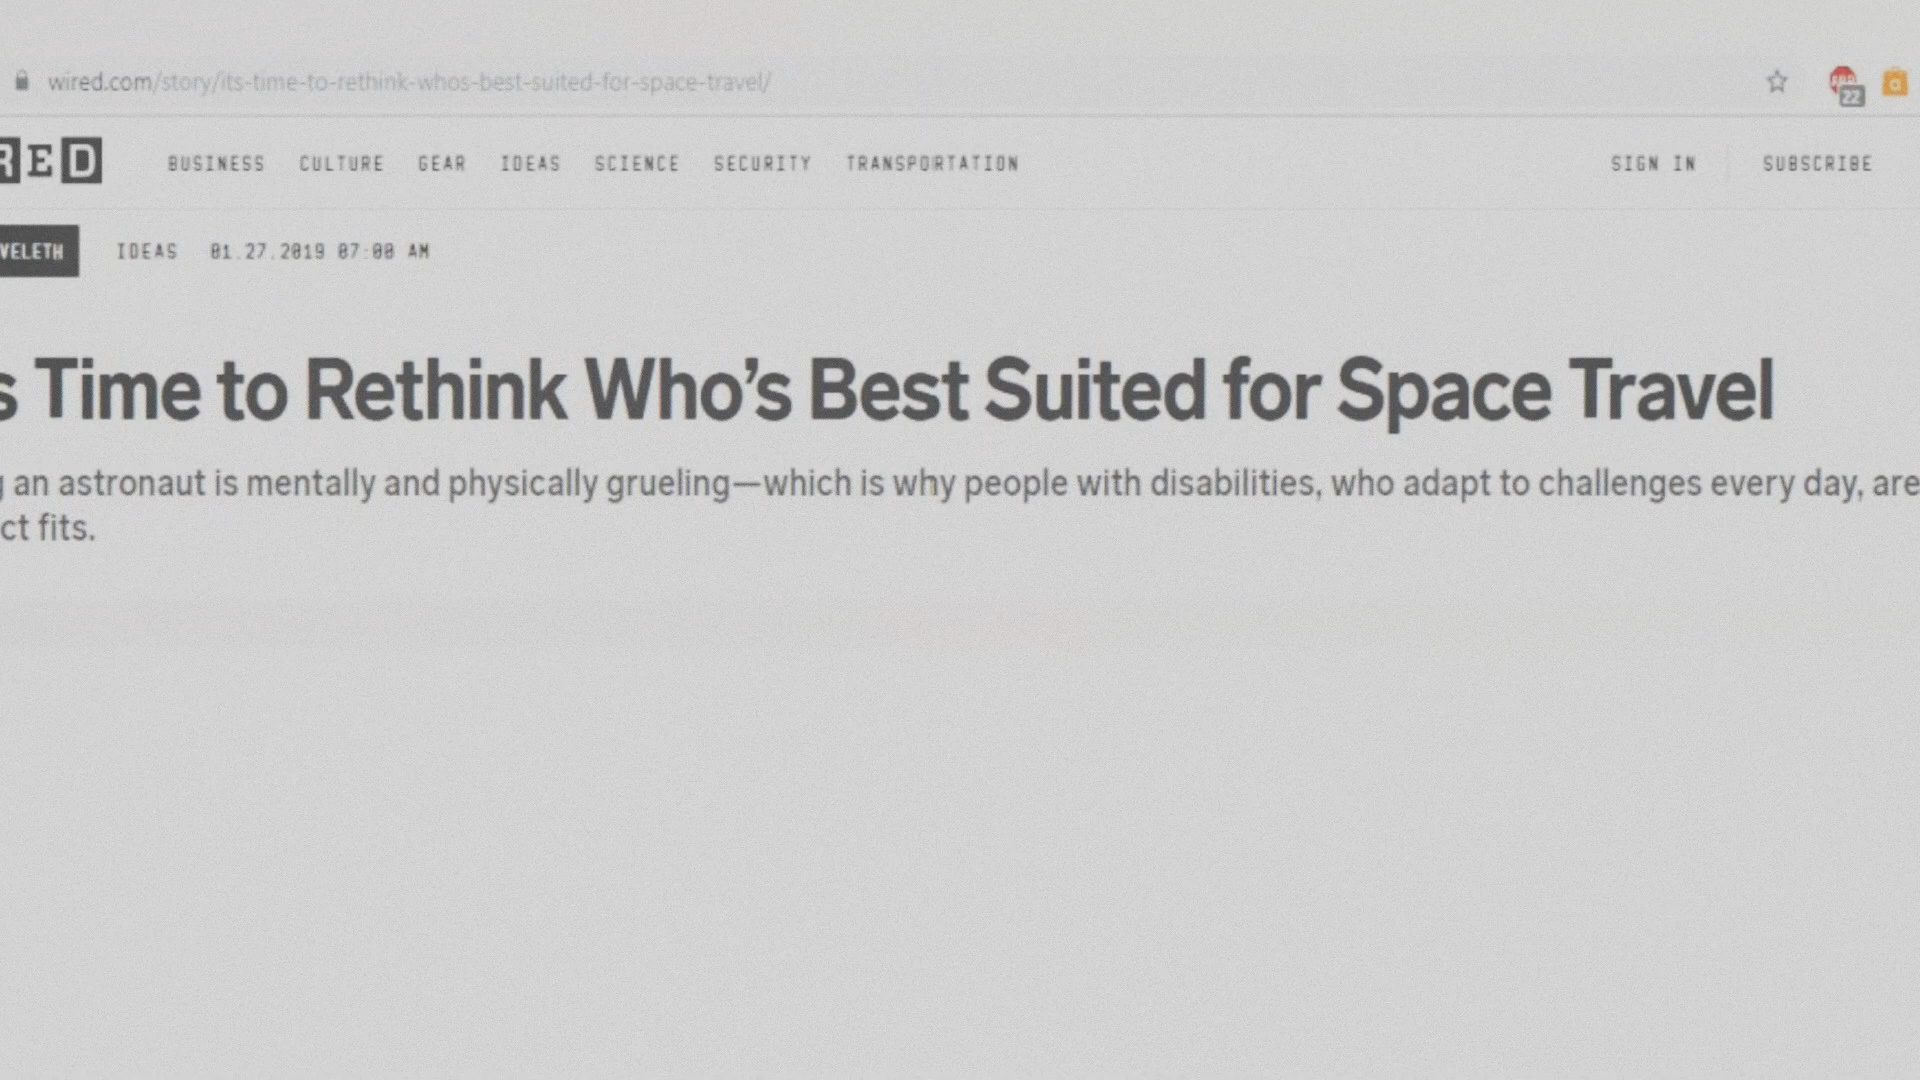 wired.com/story/its-time-to-rethink-whos-best-suited-for-space-travel/
22
a
RED
BUSINESS CULTURE GEAR IDEAS SCIENCE SECURITY TRANSPORTATION
SIGN IN SUBSCRIBE
VELETH IDEAS 01.27.2019 07:00 AM
s Time to Rethink Who's Best Suited for Space Travel
g an astronaut is mentally and physically grueling—which is why people with disabilities, who adapt to challenges every day, are
ct fits.